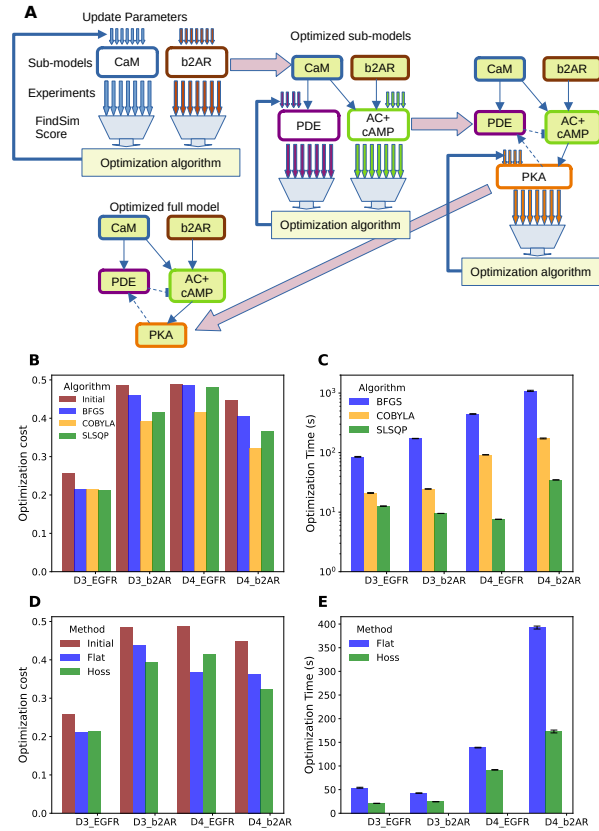 A
Update Parameters
Sub-models
CaM
b2AR
Experiments
FindSim
Score
Optimization algorithm
Optimized sub-models
CaM
b2AR
PDE
AC+
cAMP
Optimization algorithm
CaM
b2AR
PDE
AC+
cAMP
PKA
Optimization algorithm
Optimized full model
CaM
b2AR
PDE
AC+
cAMP
PKA
B
Optimization cost
0.5
0.4
0.3
0.2
0.1
0.0
Algorithm
Initial
BFGS
COBYLA
SLSQP
D3_EGFR
D3_b2AR
D4_EGFR
D4_b2AR
C
Optimization Time (s)
10³
10²
10¹
10⁰
Algorithm
BFGS
COBYLA
SLSQP
D3_EGFR
D3_b2AR
D4_EGFR
D4_b2AR
D
Optimization cost
0.5
0.4
0.3
0.2
0.1
0.0
Method
Initial
Flat
Hoss
D3_EGFR
D3_b2AR
D4_EGFR
D4_b2AR
E
Optimization Time (s)
400
350
300
250
200
150
100
50
0
Method
Flat
Hoss
D3_EGFR
D3_b2AR
D4_EGFR
D4_b2AR